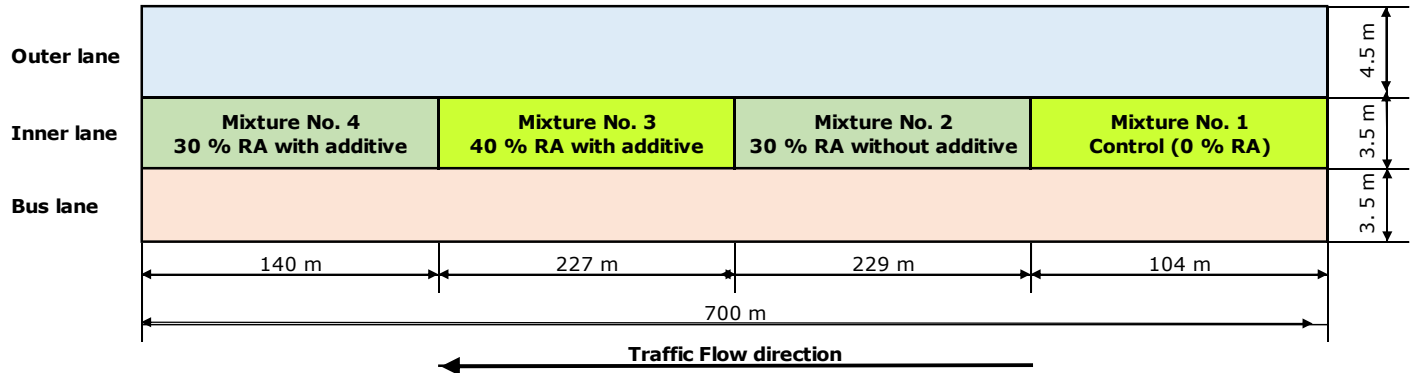 Outer lane
4.5 m
Inner lane
Mixture No. 4
30 % RA with additive
Mixture No. 3
40 % RA with additive
Mixture No. 2
30 % RA without additive
Mixture No. 1
Control (0 % RA)
3.5 m
Bus lane
3. 5 m
140 m
227 m
229 m
104 m
700 m
Traffic Flow direction